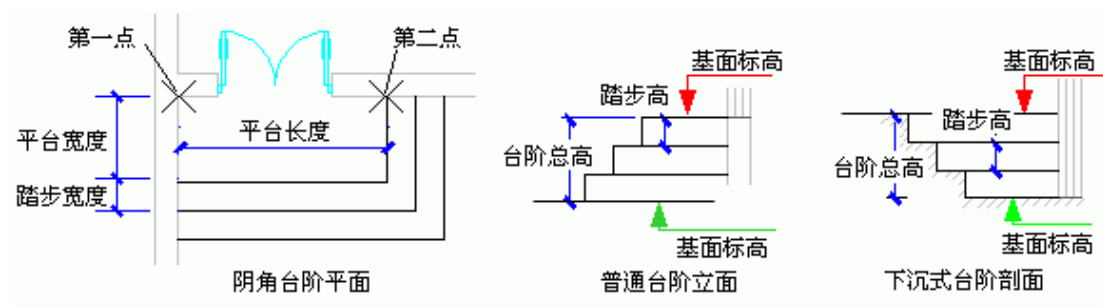 第一点
第二点
平台宽度
平台长度
踏步宽度
阴角台阶平面
基面标高
踏步高
台阶总高
基面标高
普通台阶立面
基面标高
踏步高
台阶总高
基面标高
下沉式台阶剖面